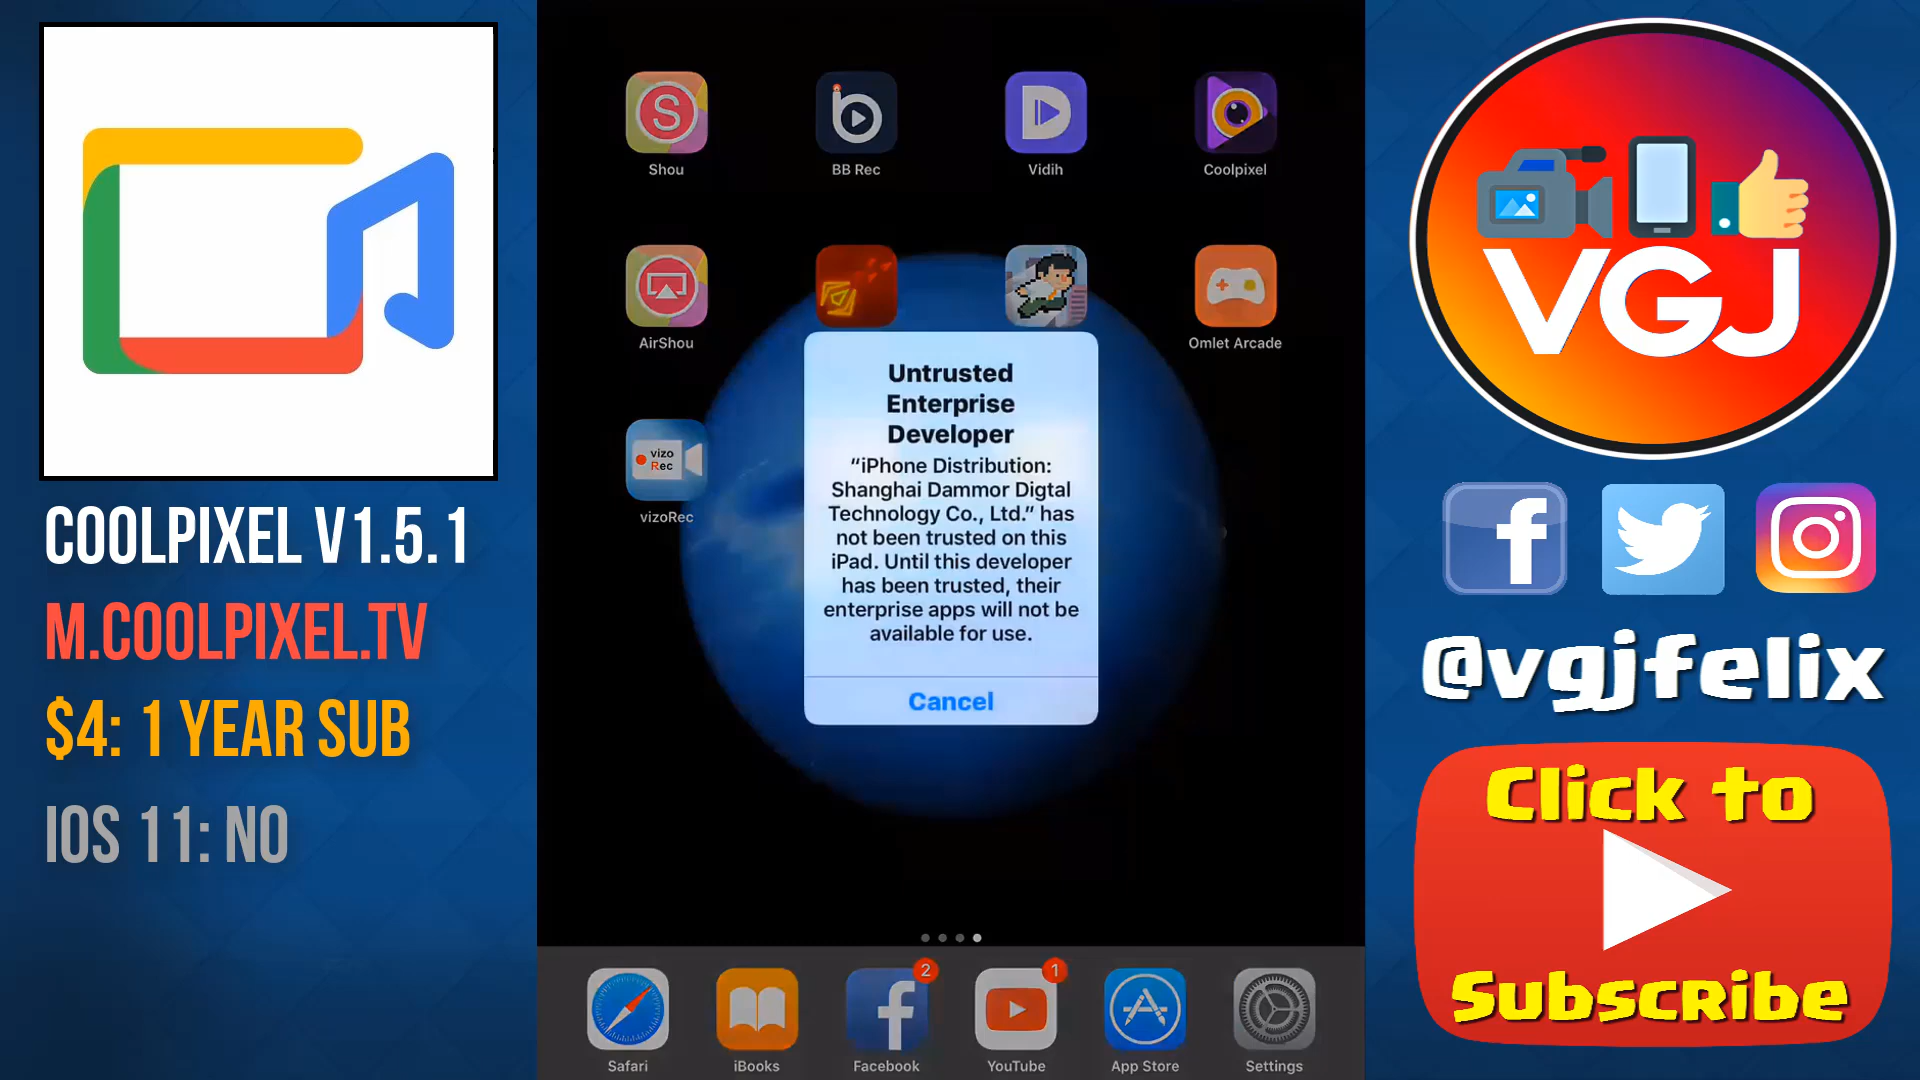 COOLPIXEL V1.5.1
M.COOLPIXEL.TV
$4: 1 YEAR SUB
IOS 11: NO
S
Shou
b
BB Rec
D
Vidih
Coolpixel
AirShou
Omlet Arcade
vizo
Rec
vizoRec
Untrusted
Enterprise
Developer
“iPhone Distribution:
Shanghai Dammor Digtal
Technology Co., Ltd.” has
not been trusted on this
iPad. Until this developer
has been trusted, their
enterprise apps will not be
available for use.
Cancel
2
1
Safari
iBooks
Facebook
YouTube
App Store
Settings
VGJ
f
@vgjfelix
Click to
Subscribe